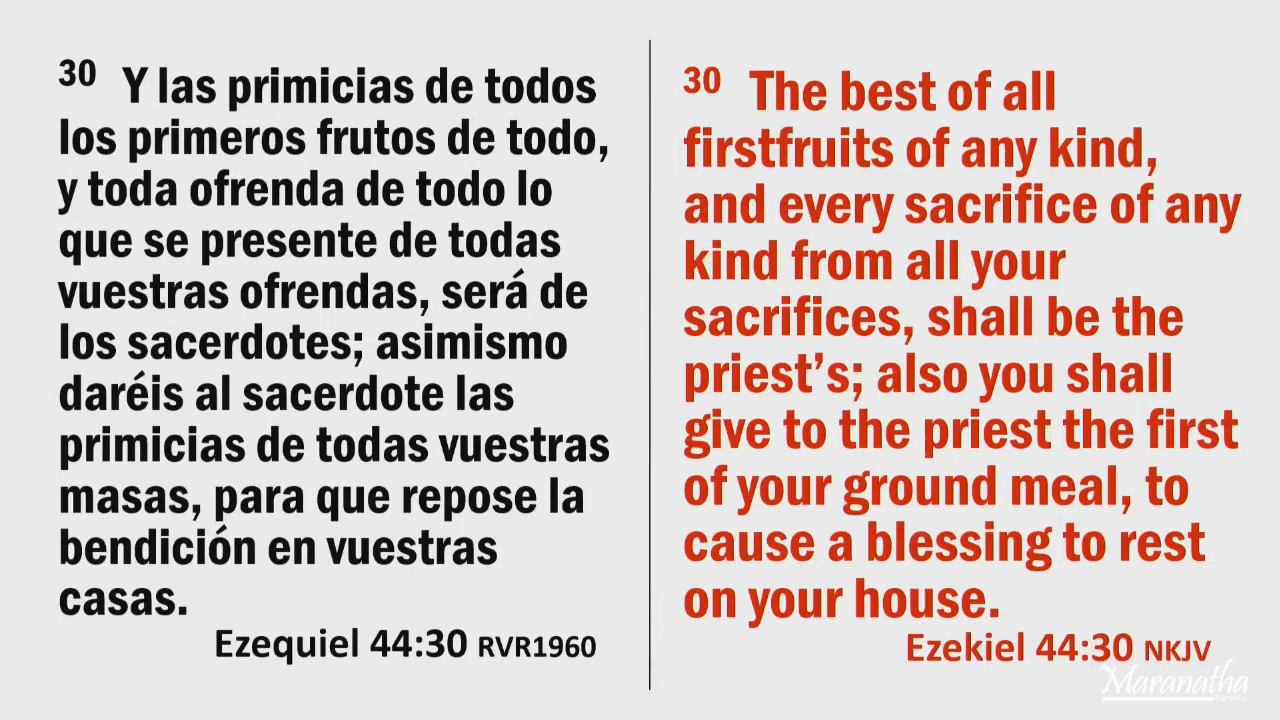 30 Y las primicias de todos
los primeros frutos de todo,
y toda ofrenda de todo lo
que se presente de todas
vuestras ofrendas, será de
los sacerdotes; asimismo
daréis al sacerdote las
primicias de todas vuestras
masas, para que repose la
bendición en vuestras
casas.
Ezequiel 44:30 RVR1960
30 The best of all
firstfruits of any kind,
and every sacrifice of any
kind from all your
sacrifices, shall be the
priest’s; also you shall
give to the priest the first
of your ground meal, to
cause a blessing to rest
on your house.
Ezekiel 44:30 NKJV
Maranatha